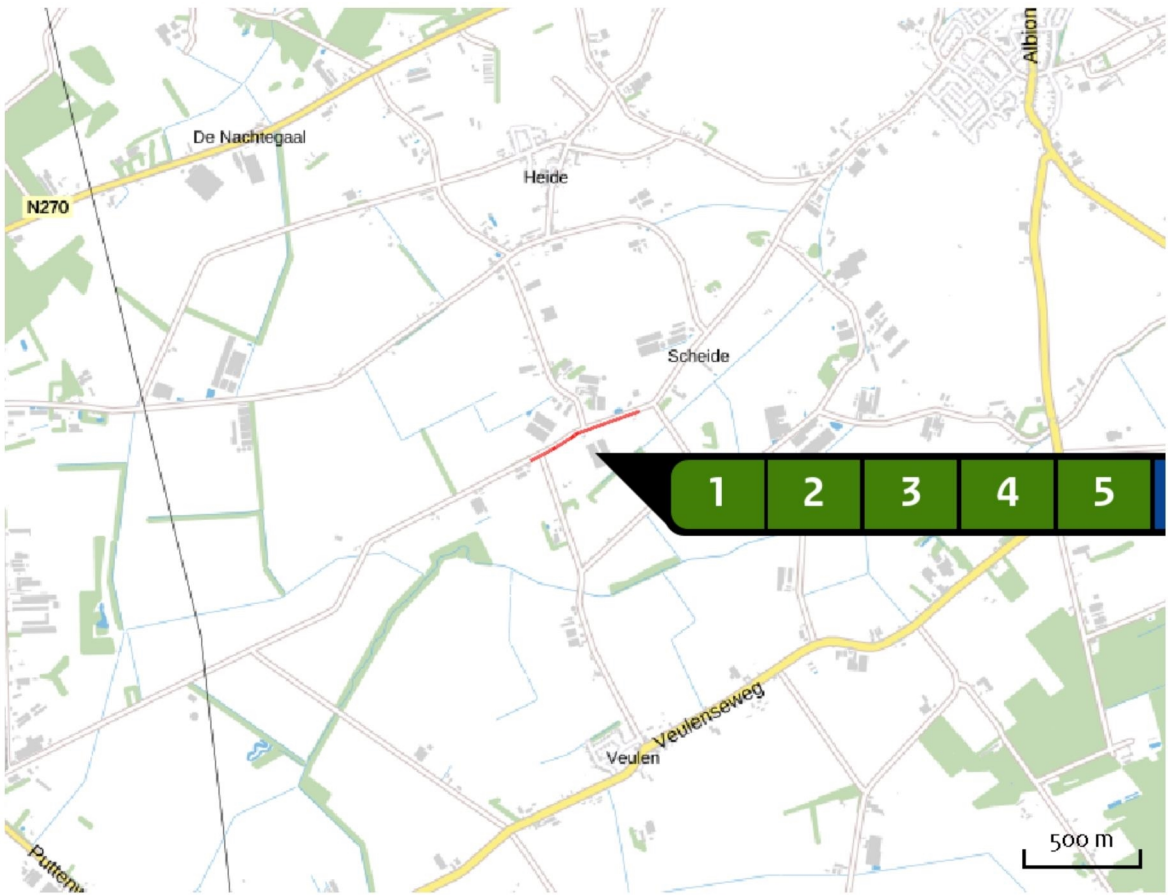 Albion
De Nachtegaal
Heide
N270
Scheide
1 2 3 4 5
Veulenseweg
Veulen
500 m